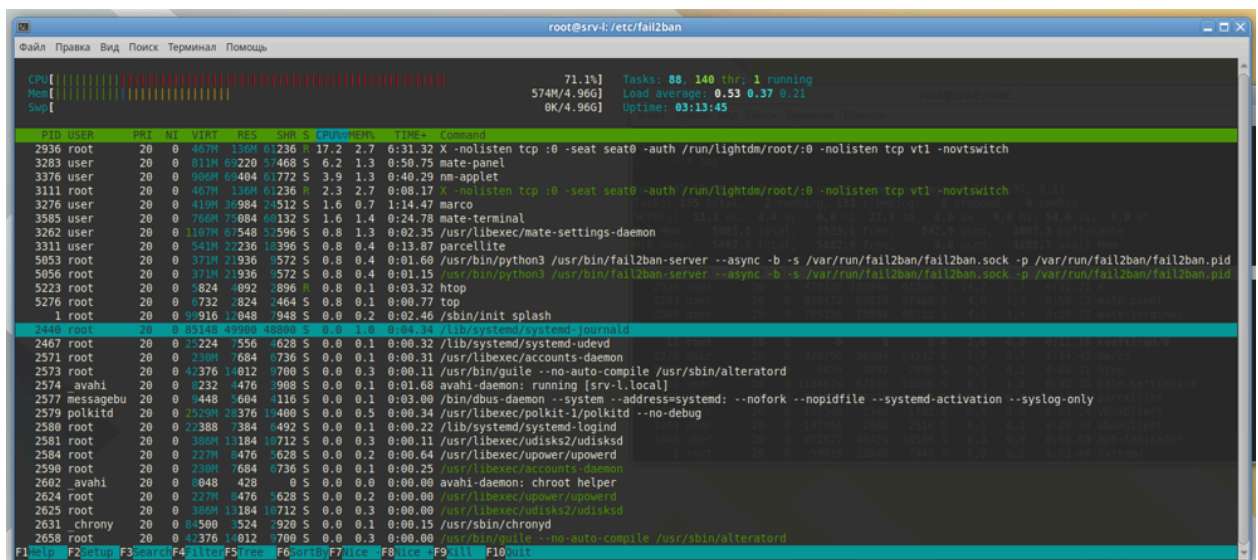 root@srv-l: /etc/fail2ban
Файл Правка Вид Поиск Терминал Помощь
CPU[ 71.1%] Tasks: 88, 140 thr; 1 running
Mem[ 574M/4.96G] Load average: 0.53 0.37 0.21
Swp[ 0K/4.96G] Uptime: 03:13:45
PID USER PRI NI VIRT RES SHR S CPU%▽MEM% TIME+ Command
2936 root 20 0 467M 136M 61236 R 17.2 2.7 6:31.32 X -nolisten tcp :0 -seat seat0 -auth /run/lightdm/root/:0 -nolisten tcp vt1 -novtswitch
3283 user 20 0 811M 69220 57468 S 6.2 1.3 0:50.75 mate-panel
3376 user 20 0 906M 69404 61772 S 3.9 1.3 0:40.29 nm-applet
3111 root 20 0 467M 136M 61236 R 2.3 2.7 0:08.17 X -nolisten tcp :0 -seat seat0 -auth /run/lightdm/root/:0 -nolisten tcp vt1 -novtswitch
3276 user 20 0 419M 36984 24512 S 1.6 0.7 1:14.47 marco
3585 user 20 0 766M 75084 60132 S 1.6 1.4 0:24.78 mate-terminal
3262 user 20 0 1107M 67548 52596 S 0.8 1.3 0:02.35 /usr/libexec/mate-settings-daemon
3311 user 20 0 541M 22236 18396 S 0.8 0.4 0:13.87 parcellite
5053 root 20 0 371M 21936 9572 S 0.8 0.4 0:01.60 /usr/bin/python3 /usr/bin/fail2ban-server --async -b -s /var/run/fail2ban/fail2ban.sock -p /var/run/fail2ban/fail2ban.pid
5056 root 20 0 371M 21936 9572 S 0.8 0.4 0:01.15 /usr/bin/python3 /usr/bin/fail2ban-server --async -b -s /var/run/fail2ban/fail2ban.sock -p /var/run/fail2ban/fail2ban.pid
5223 root 20 0 5824 4092 2896 R 0.8 0.1 0:03.32 htop
5276 root 20 0 6732 2824 2464 S 0.8 0.1 0:00.77 top
1 root 20 0 99916 12048 7948 S 0.0 0.2 0:02.46 /sbin/init splash
2440 root 20 0 85148 49900 48800 S 0.0 1.0 0:04.34 /lib/systemd/systemd-journald
2467 root 20 0 25224 7556 4628 S 0.0 0.1 0:00.32 /lib/systemd/systemd-udevd
2571 root 20 0 230M 7684 6736 S 0.0 0.1 0:00.31 /usr/libexec/accounts-daemon
2573 root 20 0 42376 14012 9700 S 0.0 0.3 0:00.11 /usr/bin/guile --no-auto-compile /usr/sbin/alteratord
2574 _avahi 20 0 8232 4476 3908 S 0.0 0.1 0:01.68 avahi-daemon: running [srv-l.local]
2577 messagebu 20 0 9448 5604 4116 S 0.0 0.1 0:03.00 /bin/dbus-daemon --system --address=systemd: --nofork --nopidfile --systemd-activation --syslog-only
2579 polkitd 20 0 2529M 28376 19400 S 0.0 0.5 0:00.34 /usr/libexec/polkit-1/polkitd --no-debug
2580 root 20 0 22388 7384 6492 S 0.0 0.1 0:00.22 /lib/systemd/systemd-logind
2581 root 20 0 386M 13184 10712 S 0.0 0.3 0:00.11 /usr/libexec/udisks2/udisksd
2584 root 20 0 227M 8476 5628 S 0.0 0.2 0:00.64 /usr/libexec/upower/upowerd
2590 root 20 0 230M 7684 6736 S 0.0 0.1 0:00.25 /usr/libexec/accounts-daemon
2602 _avahi 20 0 8048 428 0 S 0.0 0.0 0:00.00 avahi-daemon: chroot helper
2624 root 20 0 227M 8476 5628 S 0.0 0.2 0:00.00 /usr/libexec/upower/upowerd
2625 root 20 0 386M 13184 10712 S 0.0 0.3 0:00.00 /usr/libexec/udisks2/udisksd
2631 _chrony 20 0 84500 3524 2920 S 0.0 0.1 0:00.15 /usr/sbin/chronyd
2658 root 20 0 42376 14012 9700 S 0.0 0.3 0:00.00 /usr/bin/guile --no-auto-compile /usr/sbin/alteratord
F1Help F2Setup F3Search F4Filter F5Tree F6SortBy F7Nice - F8Nice + F9Kill F10Quit